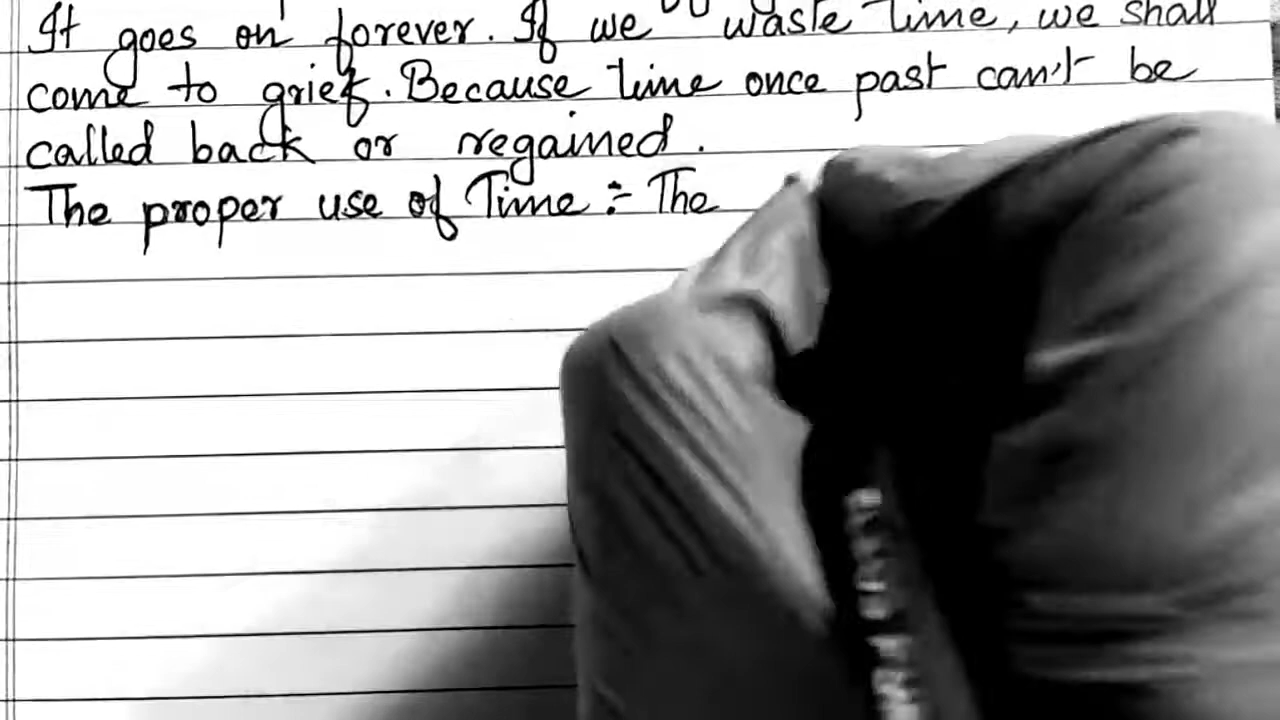 It goes on forever. If we waste time, we shall
come to grief. Because time once past can't be
called back or regained.
The proper use of Time :- The